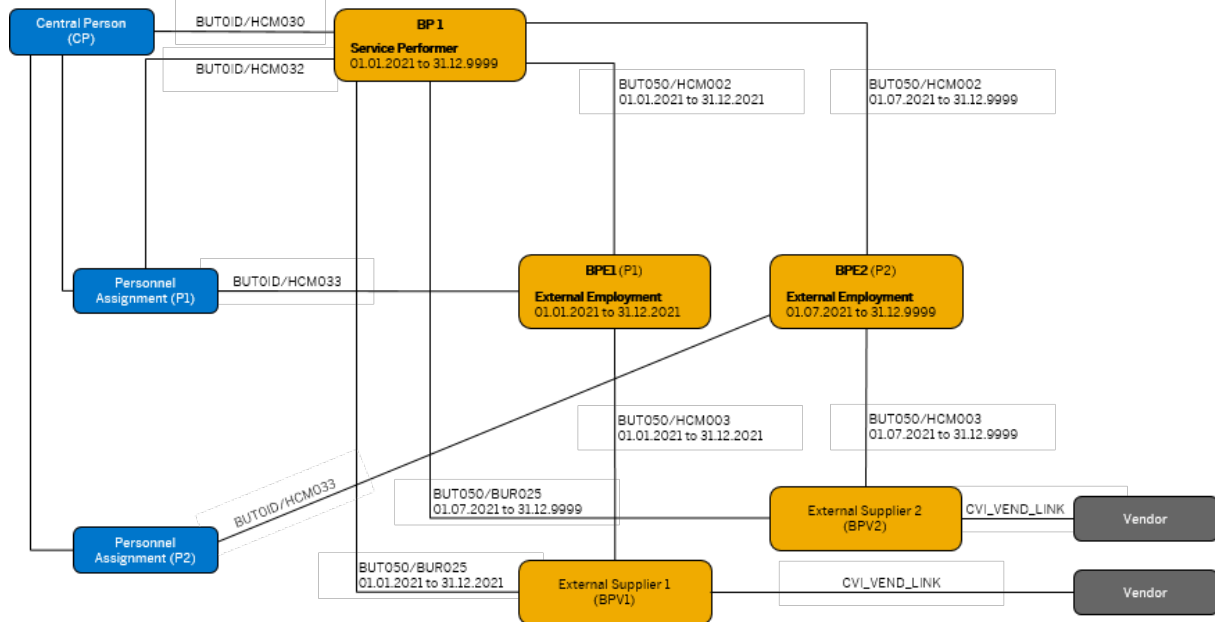 Central Person
(CP)
BUT0ID/HCM030
BP 1
Service Performer
01.01.2021 to 31.12.9999
BUT0ID/HCM032
BUT050/HCM002
01.01.2021 to 31.12.2021
BUT050/HCM002
01.07.2021 to 31.12.9999
Personnel
Assignment (P1)
BUT0ID/HCM033
BPE1 (P1)
External Employment
01.01.2021 to 31.12.2021
BPE2 (P2)
External Employment
01.07.2021 to 31.12.9999
BUT050/HCM003
01.01.2021 to 31.12.2021
BUT050/HCM003
01.07.2021 to 31.12.9999
BUT0ID/HCM033
BUT050/BUR025
01.07.2021 to 31.12.9999
External Supplier 2
(BPV2)
CVI_VEND_LINK
Vendor
Personnel
Assignment (P2)
BUT050/BUR025
01.01.2021 to 31.12.2021
External Supplier 1
(BPV1)
CVI_VEND_LINK
Vendor